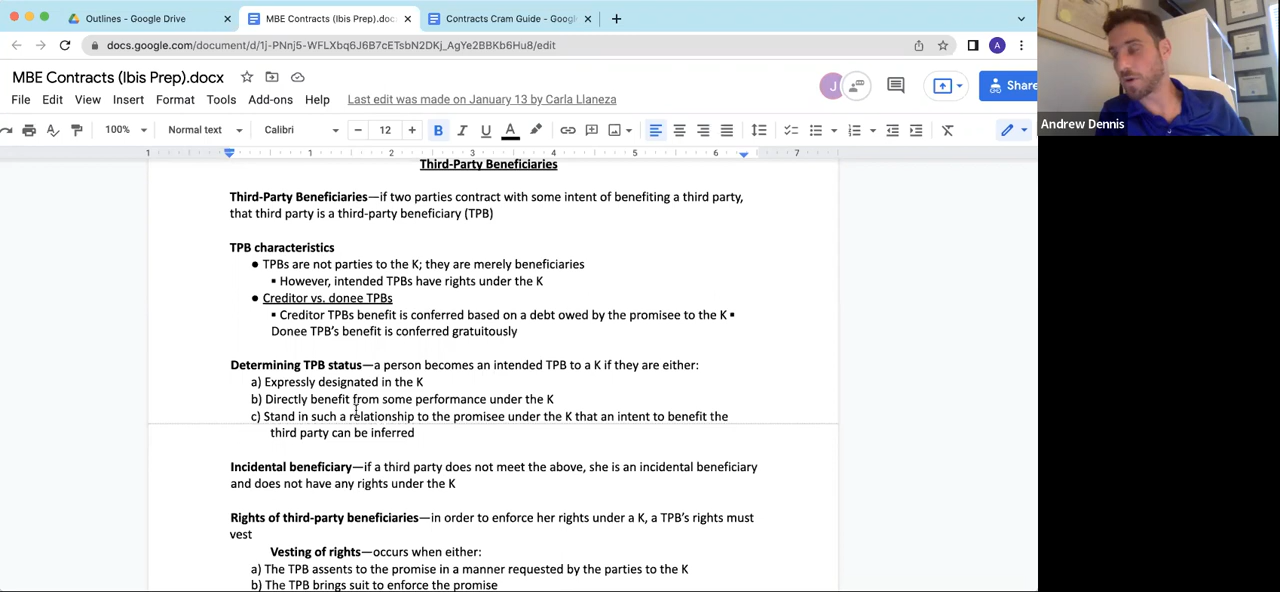 Outlines - Google Drive
MBE Contracts (Ibis Prep).docx
Contracts Cram Guide - Google
docs.google.com/document/d/1j-PNnj5-WFLXbq6J6B7cETsbN2DKj_AgYe2BBKb6Hu8/edit
A
MBE Contracts (Ibis Prep).docx
J
Share
File Edit View Insert Format Tools Add-ons Help Last edit was made on January 13 by Carla Llaneza
Andrew Dennis
100% Normal text Calibri - 12 + B I U A
1 1 2 3 4 5 6 7
Third-Party Beneficiaries
Third-Party Beneficiaries—if two parties contract with some intent of benefiting a third party,
that third party is a third-party beneficiary (TPB)
TPB characteristics
● TPBs are not parties to the K; they are merely beneficiaries
▪ However, intended TPBs have rights under the K
● Creditor vs. donee TPBs
▪ Creditor TPBs benefit is conferred based on a debt owed by the promisee to the K ▪
Donee TPB’s benefit is conferred gratuitously
Determining TPB status—a person becomes an intended TPB to a K if they are either:
a) Expressly designated in the K
b) Directly benefit from some performance under the K
c) Stand in such a relationship to the promisee under the K that an intent to benefit the
third party can be inferred
Incidental beneficiary—if a third party does not meet the above, she is an incidental beneficiary
and does not have any rights under the K
Rights of third-party beneficiaries—in order to enforce her rights under a K, a TPB’s rights must
vest
Vesting of rights—occurs when either:
a) The TPB assents to the promise in a manner requested by the parties to the K
b) The TPB brings suit to enforce the promise